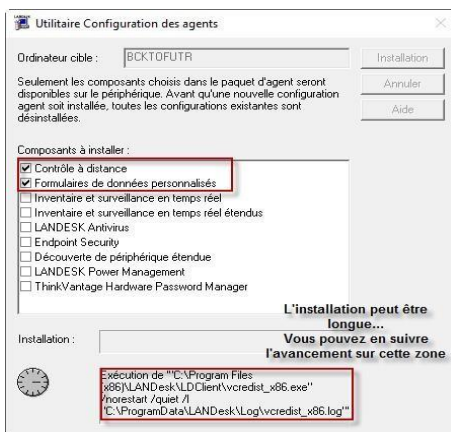 LANDESK
Utilitaire Configuration des agents
Ordinateur cible :
BCKTOFUTR
Installation
Seulement les composants choisis dans le paquet d'agent seront
disponibles sur le périphérique. Avant qu'une nouvelle configuration
agent soit installée, toutes les configurations existantes sont
désinstallées.
Annuler
Aide
Composants à installer :
Contrôle à distance
Formulaires de données personnalisés
Inventaire et surveillance en temps réel
Inventaire et surveillance en temps réel étendus
LANDESK Antivirus
Endpoint Security
Découverte de périphérique étendue
LANDESK Power Management
ThinkVantage Hardware Password Manager
L'installation peut être
longue...
Vous pouvez en suivre
l'avancement sur cette zone
Installation :
Exécution de "'C:\Program Files
(x86)\LANDesk\LDClient\vcredist_x86.exe"
/norestart /quiet /l
"C:\ProgramData\LANDesk\Log\vcredist_x86.log'"